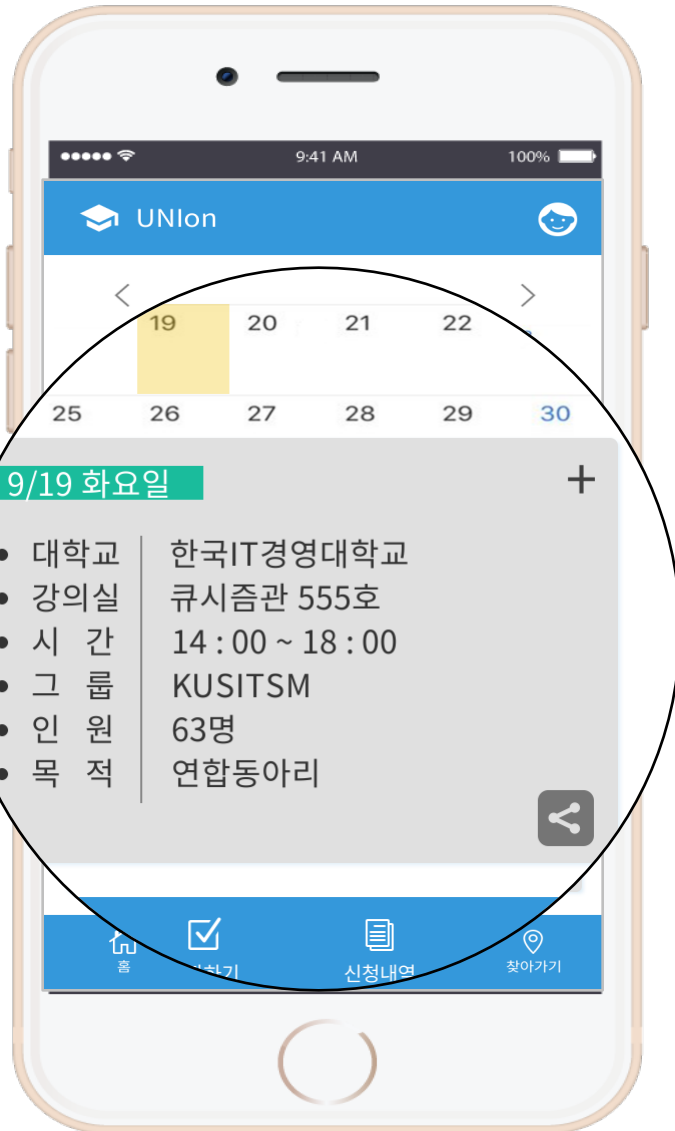 9:41 AM 100%
UNIon
19 20 21 22
25 26 27 28 29 30
9/19 화요일
대학교 한국IT경영대학교
강의실 큐시즘관 555호
시 간 14 : 00 ~ 18 : 00
그 룹 KUSITSM
인 원 63명
목 적 연합동아리
홈 신청내역 찾아가기